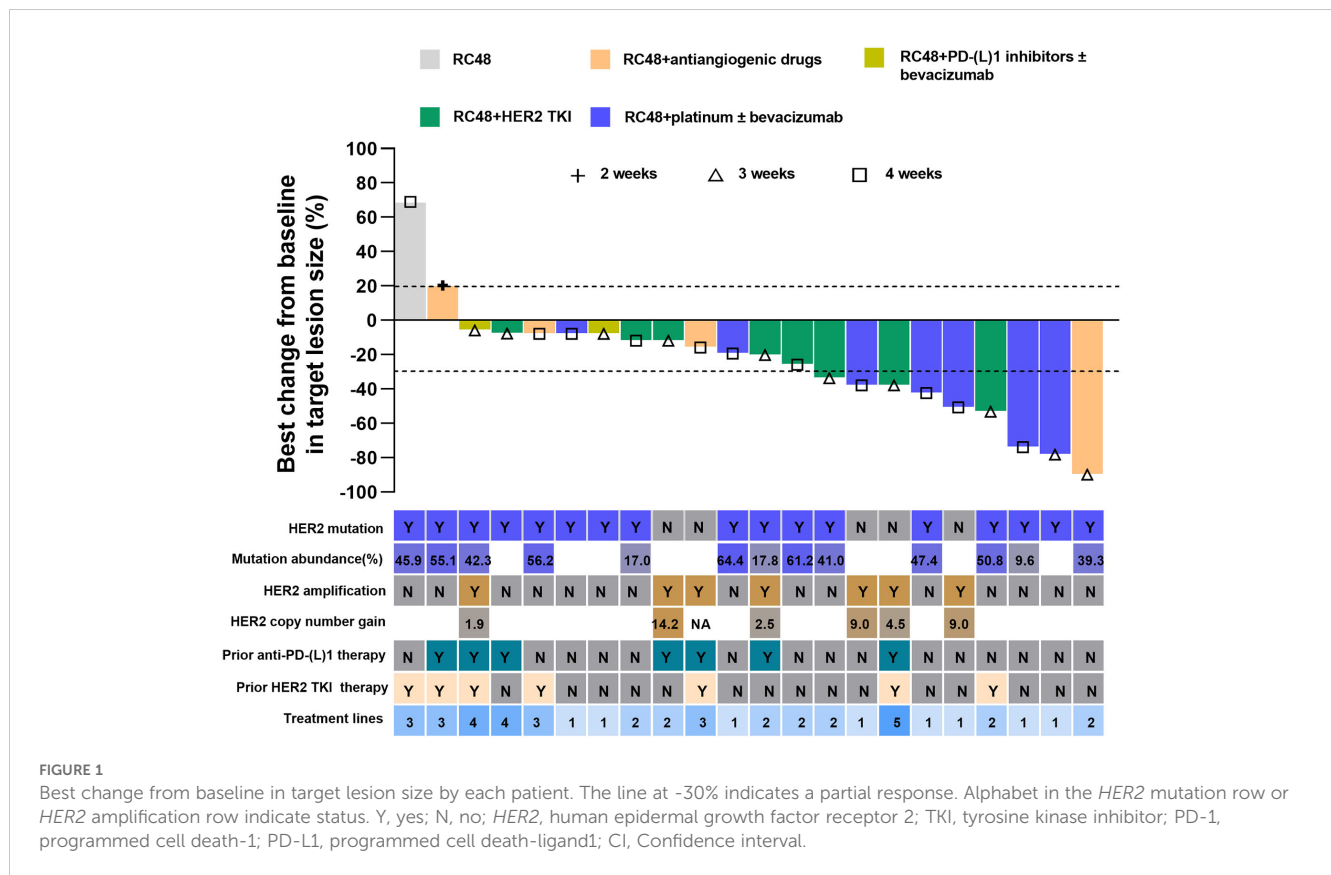 RC48
RC48+antiangiogenic drugs
RC48+PD-(L)1 inhibitors ±
bevacizumab
RC48+HER2 TKI
RC48+platinum ± bevacizumab
Best change from baseline
in target lesion size (%)
100
80
60
40
20
0
-20
-40
-60
-80
-100
2 weeks
3 weeks
4 weeks
HER2 mutation Y Y Y Y Y Y Y Y N N Y Y Y Y N N Y N Y Y Y Y
Mutation abundance(%) 45.9 55.1 42.3 56.2 17.0 64.4 17.8 61.2 41.0 47.4 50.8 9.6 39.3
HER2 amplification N N Y N N N N N Y Y N Y N N Y Y N Y N N N N
HER2 copy number gain 1.9 14.2 NA 2.5 9.0 4.5 9.0
Prior anti-PD-(L)1 therapy N Y Y Y N N N N Y Y N Y N N N Y N N N N N N
Prior HER2 TKI therapy Y Y Y N Y N N N N Y N N N N N Y N N Y N N N
Treatment lines 3 3 4 4 3 1 1 2 2 3 1 2 2 2 1 5 1 1 2 1 1 2
FIGURE 1
Best change from baseline in target lesion size by each patient. The line at -30% indicates a partial response. Alphabet in the HER2 mutation row or
HER2 amplification row indicate status. Y, yes; N, no; HER2, human epidermal growth factor receptor 2; TKI, tyrosine kinase inhibitor; PD-1,
programmed cell death-1; PD-L1, programmed cell death-ligand1; CI, Confidence interval.